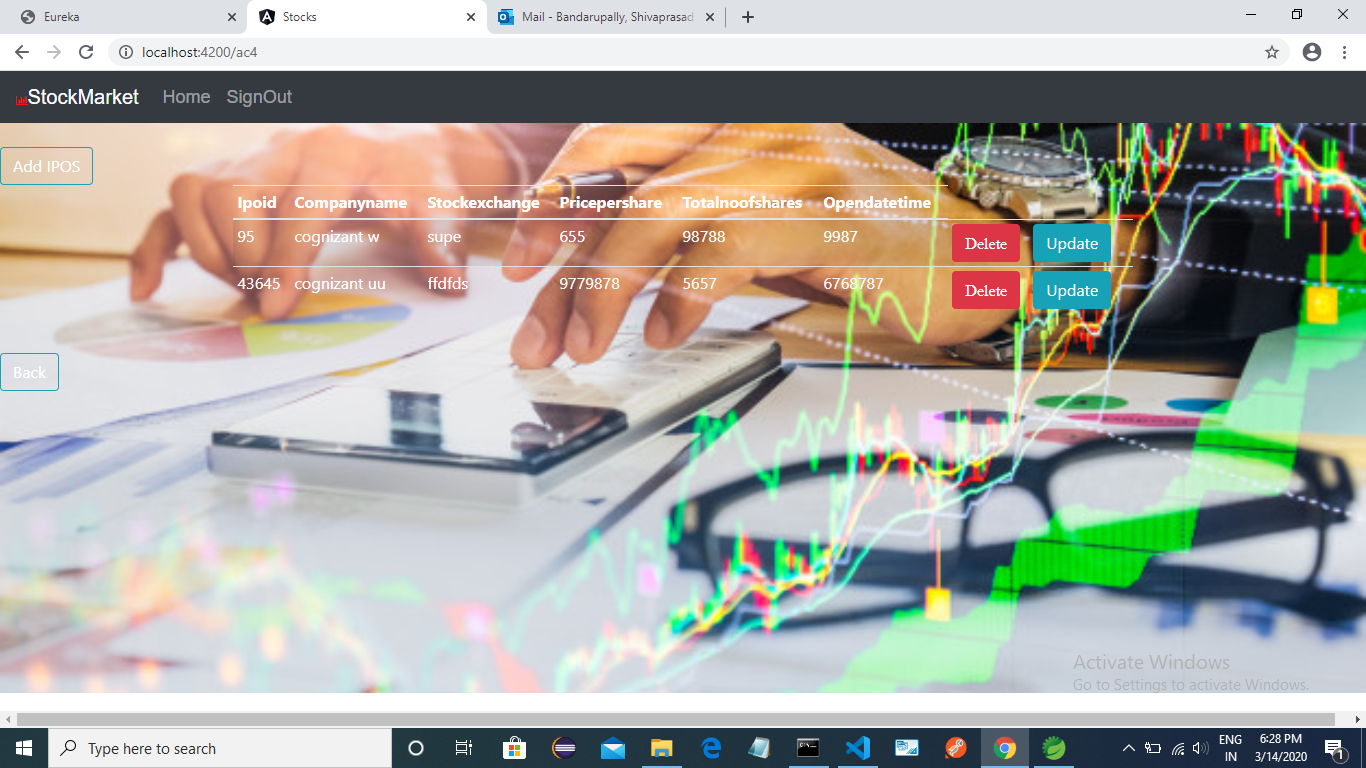 Eureka
Stocks
Mail - Bandarupally, Shivaprasad
localhost:4200/ac4
StockMarket Home SignOut
Add IPOS
Ipoid Companyname Stockexchange Pricepershare Totalnoofshares Opendatetime
95 cognizant w supe 655 98788 9987 Delete Update
43645 cognizant uu ffdfds 9779878 5657 6768787 Delete Update
Back
Activate Windows
Go to Settings to activate Windows.
Type here to search
ENG
IN
6:28 PM
3/14/2020
1